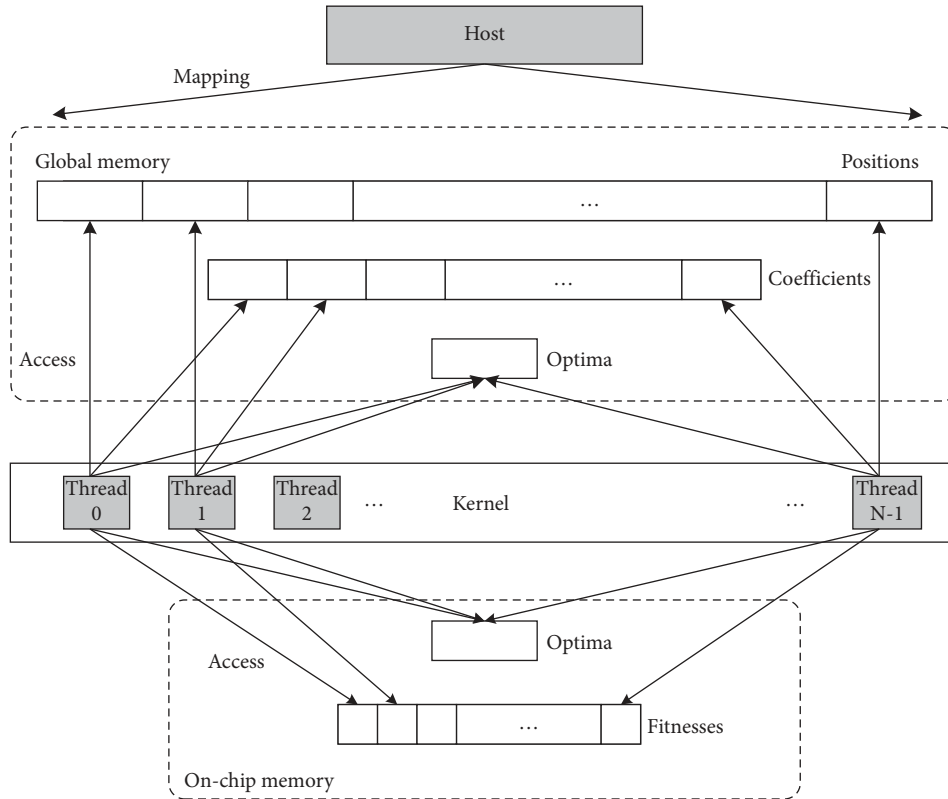 Host
Mapping
Global memory
Positions
…
Coefficients
…
Access
Optima
Thread
0
Thread
1
Thread
2
…
Kernel
…
Thread
N-1
Optima
Access
Fitnesses
…
On-chip memory